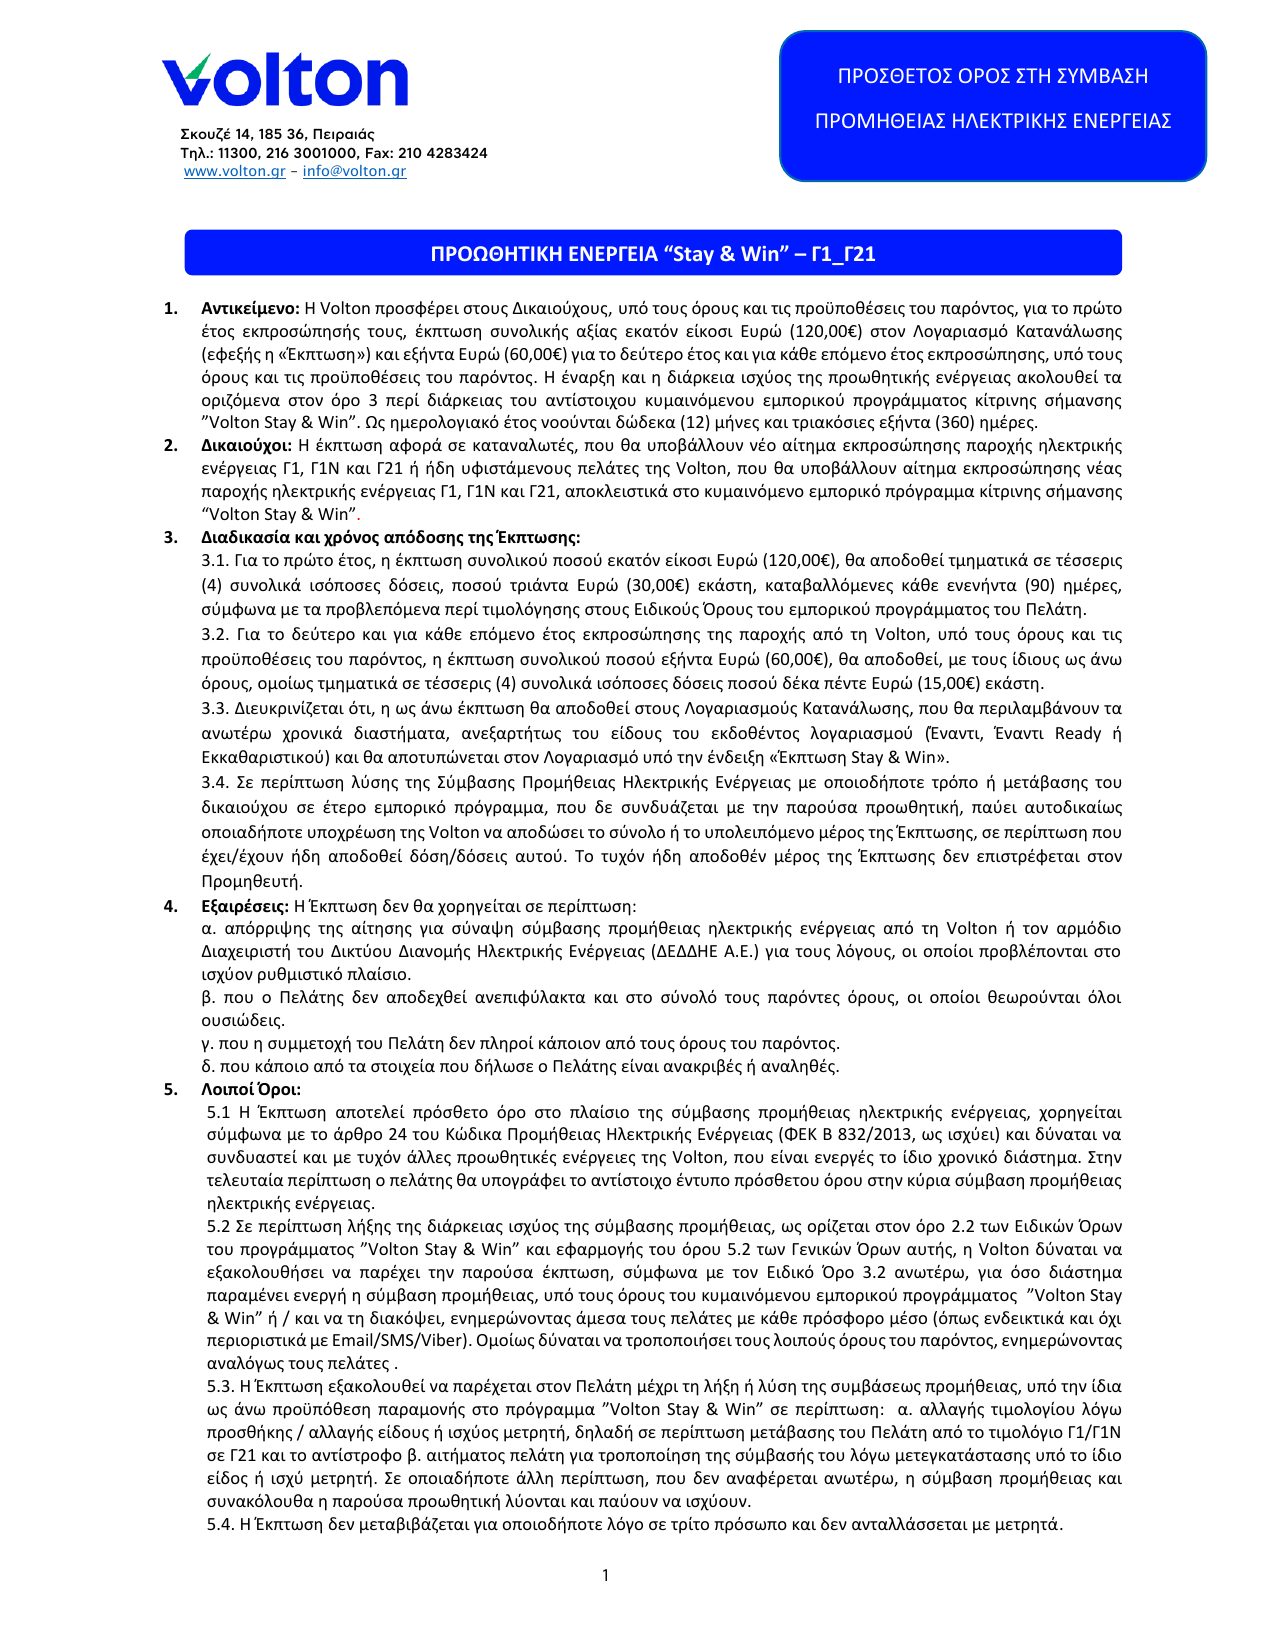 volton
ΠΡΟΣΘΕΤΟΣ ΟΡΟΣ ΣΤΗ ΣΥΜΒΑΣΗ
ΠΡΟΜΗΘΕΙΑΣ ΗΛΕΚΤΡΙΚΗΣ ΕΝΕΡΓΕΙΑΣ
Σκουζέ 14, 185 36, Πειραιάς
Τηλ.: 11300, 216 3001000, Fax: 210 4283424
www.volton.gr – info@volton.gr
ΠΡΟΩΘΗΤΙΚΗ ΕΝΕΡΓΕΙΑ “Stay & Win” – Γ1_Γ21
1. Αντικείμενο: Η Volton προσφέρει στους Δικαιούχους, υπό τους όρους και τις προϋποθέσεις του παρόντος, για το πρώτο
έτος εκπροσώπησής τους, έκπτωση συνολικής αξίας εκατόν είκοσι Ευρώ (120,00€) στον Λογαριασμό Κατανάλωσης
(εφεξής η «Έκπτωση») και εξήντα Ευρώ (60,00€) για το δεύτερο έτος και για κάθε επόμενο έτος εκπροσώπησης, υπό τους
όρους και τις προϋποθέσεις του παρόντος. Η έναρξη και η διάρκεια ισχύος της προωθητικής ενέργειας ακολουθεί τα
οριζόμενα στον όρο 3 περί διάρκειας του αντίστοιχου κυμαινόμενου εμπορικού προγράμματος κίτρινης σήμανσης
”Volton Stay & Win”. Ως ημερολογιακό έτος νοούνται δώδεκα (12) μήνες και τριακόσιες εξήντα (360) ημέρες.
2. Δικαιούχοι: Η έκπτωση αφορά σε καταναλωτές, που θα υποβάλλουν νέο αίτημα εκπροσώπησης παροχής ηλεκτρικής
ενέργειας Γ1, Γ1Ν και Γ21 ή ήδη υφιστάμενους πελάτες της Volton, που θα υποβάλλουν αίτημα εκπροσώπησης νέας
παροχής ηλεκτρικής ενέργειας Γ1, Γ1Ν και Γ21, αποκλειστικά στο κυμαινόμενο εμπορικό πρόγραμμα κίτρινης σήμανσης
“Volton Stay & Win”.
3. Διαδικασία και χρόνος απόδοσης της Έκπτωσης:
3.1. Για το πρώτο έτος, η έκπτωση συνολικού ποσού εκατόν είκοσι Ευρώ (120,00€), θα αποδοθεί τμηματικά σε τέσσερις
(4) συνολικά ισόποσες δόσεις, ποσού τριάντα Ευρώ (30,00€) εκάστη, καταβαλλόμενες κάθε ενενήντα (90) ημέρες,
σύμφωνα με τα προβλεπόμενα περί τιμολόγησης στους Ειδικούς Όρους του εμπορικού προγράμματος του Πελάτη.
3.2. Για το δεύτερο και για κάθε επόμενο έτος εκπροσώπησης της παροχής από τη Volton, υπό τους όρους και τις
προϋποθέσεις του παρόντος, η έκπτωση συνολικού ποσού εξήντα Ευρώ (60,00€), θα αποδοθεί, με τους ίδιους ως άνω
όρους, ομοίως τμηματικά σε τέσσερις (4) συνολικά ισόποσες δόσεις ποσού δέκα πέντε Ευρώ (15,00€) εκάστη.
3.3. Διευκρινίζεται ότι, η ως άνω έκπτωση θα αποδοθεί στους Λογαριασμούς Κατανάλωσης, που θα περιλαμβάνουν τα
ανωτέρω χρονικά διαστήματα, ανεξαρτήτως του είδους του εκδοθέντος λογαριασμού (Έναντι, Έναντι Ready ή
Εκκαθαριστικού) και θα αποτυπώνεται στον Λογαριασμό υπό την ένδειξη «Έκπτωση Stay & Win».
3.4. Σε περίπτωση λύσης της Σύμβασης Προμήθειας Ηλεκτρικής Ενέργειας με οποιοδήποτε τρόπο ή μετάβασης του
δικαιούχου σε έτερο εμπορικό πρόγραμμα, που δε συνδυάζεται με την παρούσα προωθητική, παύει αυτοδικαίως
οποιαδήποτε υποχρέωση της Volton να αποδώσει το σύνολο ή το υπολειπόμενο μέρος της Έκπτωσης, σε περίπτωση που
έχει/έχουν ήδη αποδοθεί δόση/δόσεις αυτού. Το τυχόν ήδη αποδοθέν μέρος της Έκπτωσης δεν επιστρέφεται στον
Προμηθευτή.
4. Εξαιρέσεις: Η Έκπτωση δεν θα χορηγείται σε περίπτωση:
α. απόρριψης της αίτησης για σύναψη σύμβασης προμήθειας ηλεκτρικής ενέργειας από τη Volton ή τον αρμόδιο
Διαχειριστή του Δικτύου Διανομής Ηλεκτρικής Ενέργειας (ΔΕΔΔΗΕ Α.Ε.) για τους λόγους, οι οποίοι προβλέπονται στο
ισχύον ρυθμιστικό πλαίσιο.
β. που ο Πελάτης δεν αποδεχθεί ανεπιφύλακτα και στο σύνολό τους παρόντες όρους, οι οποίοι θεωρούνται όλοι
ουσιώδεις.
γ. που η συμμετοχή του Πελάτη δεν πληροί κάποιον από τους όρους του παρόντος.
δ. που κάποιο από τα στοιχεία που δήλωσε ο Πελάτης είναι ανακριβές ή αναληθές.
5. Λοιποί Όροι:
5.1 Η Έκπτωση αποτελεί πρόσθετο όρο στο πλαίσιο της σύμβασης προμήθειας ηλεκτρικής ενέργειας, χορηγείται
σύμφωνα με το άρθρο 24 του Κώδικα Προμήθειας Ηλεκτρικής Ενέργειας (ΦΕΚ Β 832/2013, ως ισχύει) και δύναται να
συνδυαστεί και με τυχόν άλλες προωθητικές ενέργειες της Volton, που είναι ενεργές το ίδιο χρονικό διάστημα. Στην
τελευταία περίπτωση ο πελάτης θα υπογράφει το αντίστοιχο έντυπο πρόσθετου όρου στην κύρια σύμβαση προμήθειας
ηλεκτρικής ενέργειας.
5.2 Σε περίπτωση λήξης της διάρκειας ισχύος της σύμβασης προμήθειας, ως ορίζεται στον όρο 2.2 των Ειδικών Όρων
του προγράμματος ”Volton Stay & Win” και εφαρμογής του όρου 5.2 των Γενικών Όρων αυτής, η Volton δύναται να
εξακολουθήσει να παρέχει την παρούσα έκπτωση, σύμφωνα με τον Ειδικό Όρο 3.2 ανωτέρω, για όσο διάστημα
παραμένει ενεργή η σύμβαση προμήθειας, υπό τους όρους του κυμαινόμενου εμπορικού προγράμματος ”Volton Stay
& Win” ή / και να τη διακόψει, ενημερώνοντας άμεσα τους πελάτες με κάθε πρόσφορο μέσο (όπως ενδεικτικά και όχι
περιοριστικά με Email/SMS/Viber). Ομοίως δύναται να τροποποιήσει τους λοιπούς όρους του παρόντος, ενημερώνοντας
αναλόγως τους πελάτες .
5.3. Η Έκπτωση εξακολουθεί να παρέχεται στον Πελάτη μέχρι τη λήξη ή λύση της συμβάσεως προμήθειας, υπό την ίδια
ως άνω προϋπόθεση παραμονής στο πρόγραμμα ”Volton Stay & Win” σε περίπτωση: α. αλλαγής τιμολογίου λόγω
προσθήκης / αλλαγής είδους ή ισχύος μετρητή, δηλαδή σε περίπτωση μετάβασης του Πελάτη από το τιμολόγιο Γ1/Γ1Ν
σε Γ21 και το αντίστροφο β. αιτήματος πελάτη για τροποποίηση της σύμβασής του λόγω μετεγκατάστασης υπό το ίδιο
είδος ή ισχύ μετρητή. Σε οποιαδήποτε άλλη περίπτωση, που δεν αναφέρεται ανωτέρω, η σύμβαση προμήθειας και
συνακόλουθα η παρούσα προωθητική λύονται και παύουν να ισχύουν.
5.4. Η Έκπτωση δεν μεταβιβάζεται για οποιοδήποτε λόγο σε τρίτο πρόσωπο και δεν ανταλλάσσεται με μετρητά.
1